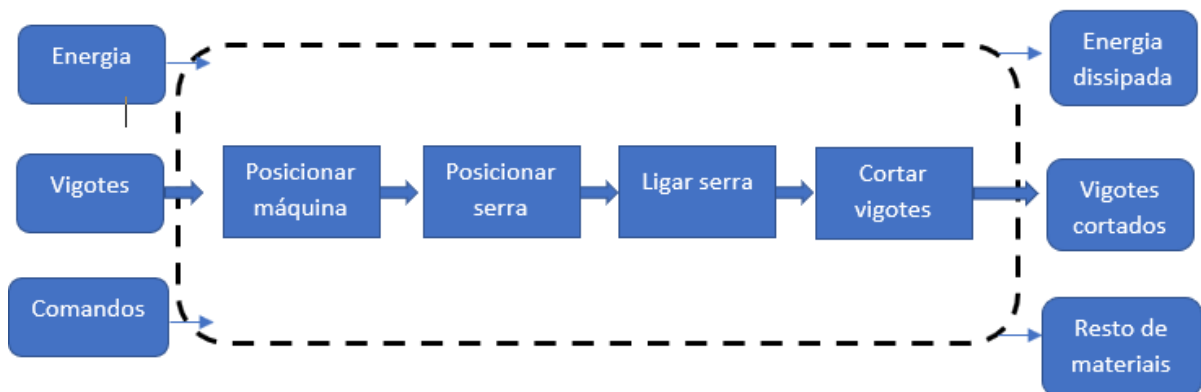 Energia
Energia
dissipada
Vigotes
Posicionar
máquina
Posicionar
serra
Ligar serra
Cortar
vigotes
Vigotes
cortados
Comandos
Resto de
materiais